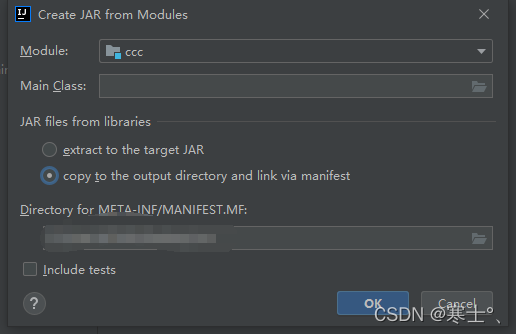 Create JAR from Modules
Module: ccc
Main Class:
JAR files from libraries
extract to the target JAR
copy to the output directory and link via manifest
Directory for META-INF/MANIFEST.MF:
Include tests
? OK Cancel
CSDN @寒士°、